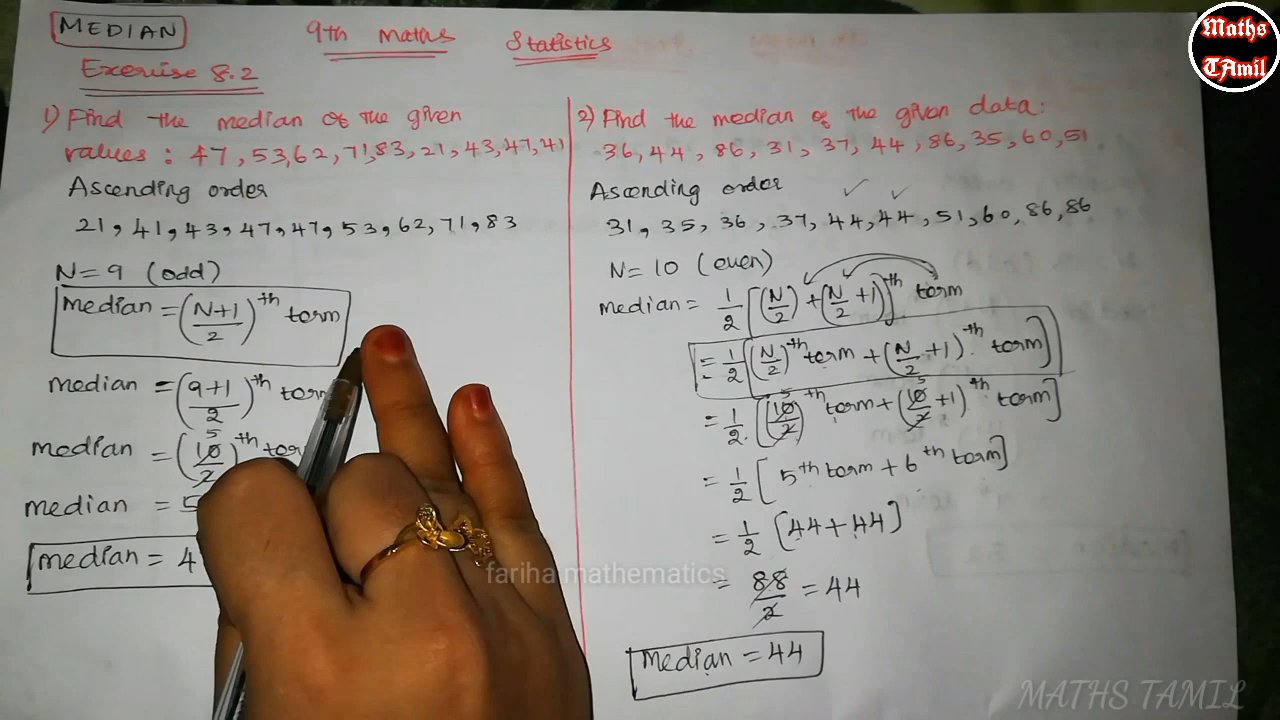 MEDIAN
9th Maths Statistics
Maths
TAmil
Exercise 8.2
1) Find the median of the given
values: 47, 53, 62, 71, 83, 21, 43, 47, 41
Ascending order
21, 41, 43, 47, 47, 53, 62, 71, 83
N = 9 (odd)
median = (N+1/2)^th term
median = (9+1/2)^th
median = (10/2)^th 5
median =
median = 4
2) Find the median of the given data:
36, 44, 86, 31, 37, 44, 86, 35, 60, 51
Ascending order
31, 35, 36, 37, 44, 44, 51, 60, 86, 86
N = 10 (even)
median = 1/2 [(N/2) + (N/2 + 1)]^th term
= 1/2 [(N/2)^th term + (N/2 + 1)^th term]
= 1/2 [(10/2)^th term + (10/2 + 1)^th term] 5 5
= 1/2 [5^th term + 6^th term]
= 1/2 [44 + 44]
= 88/2 = 44
median = 44
fariha mathematics
MATHS TAMIL